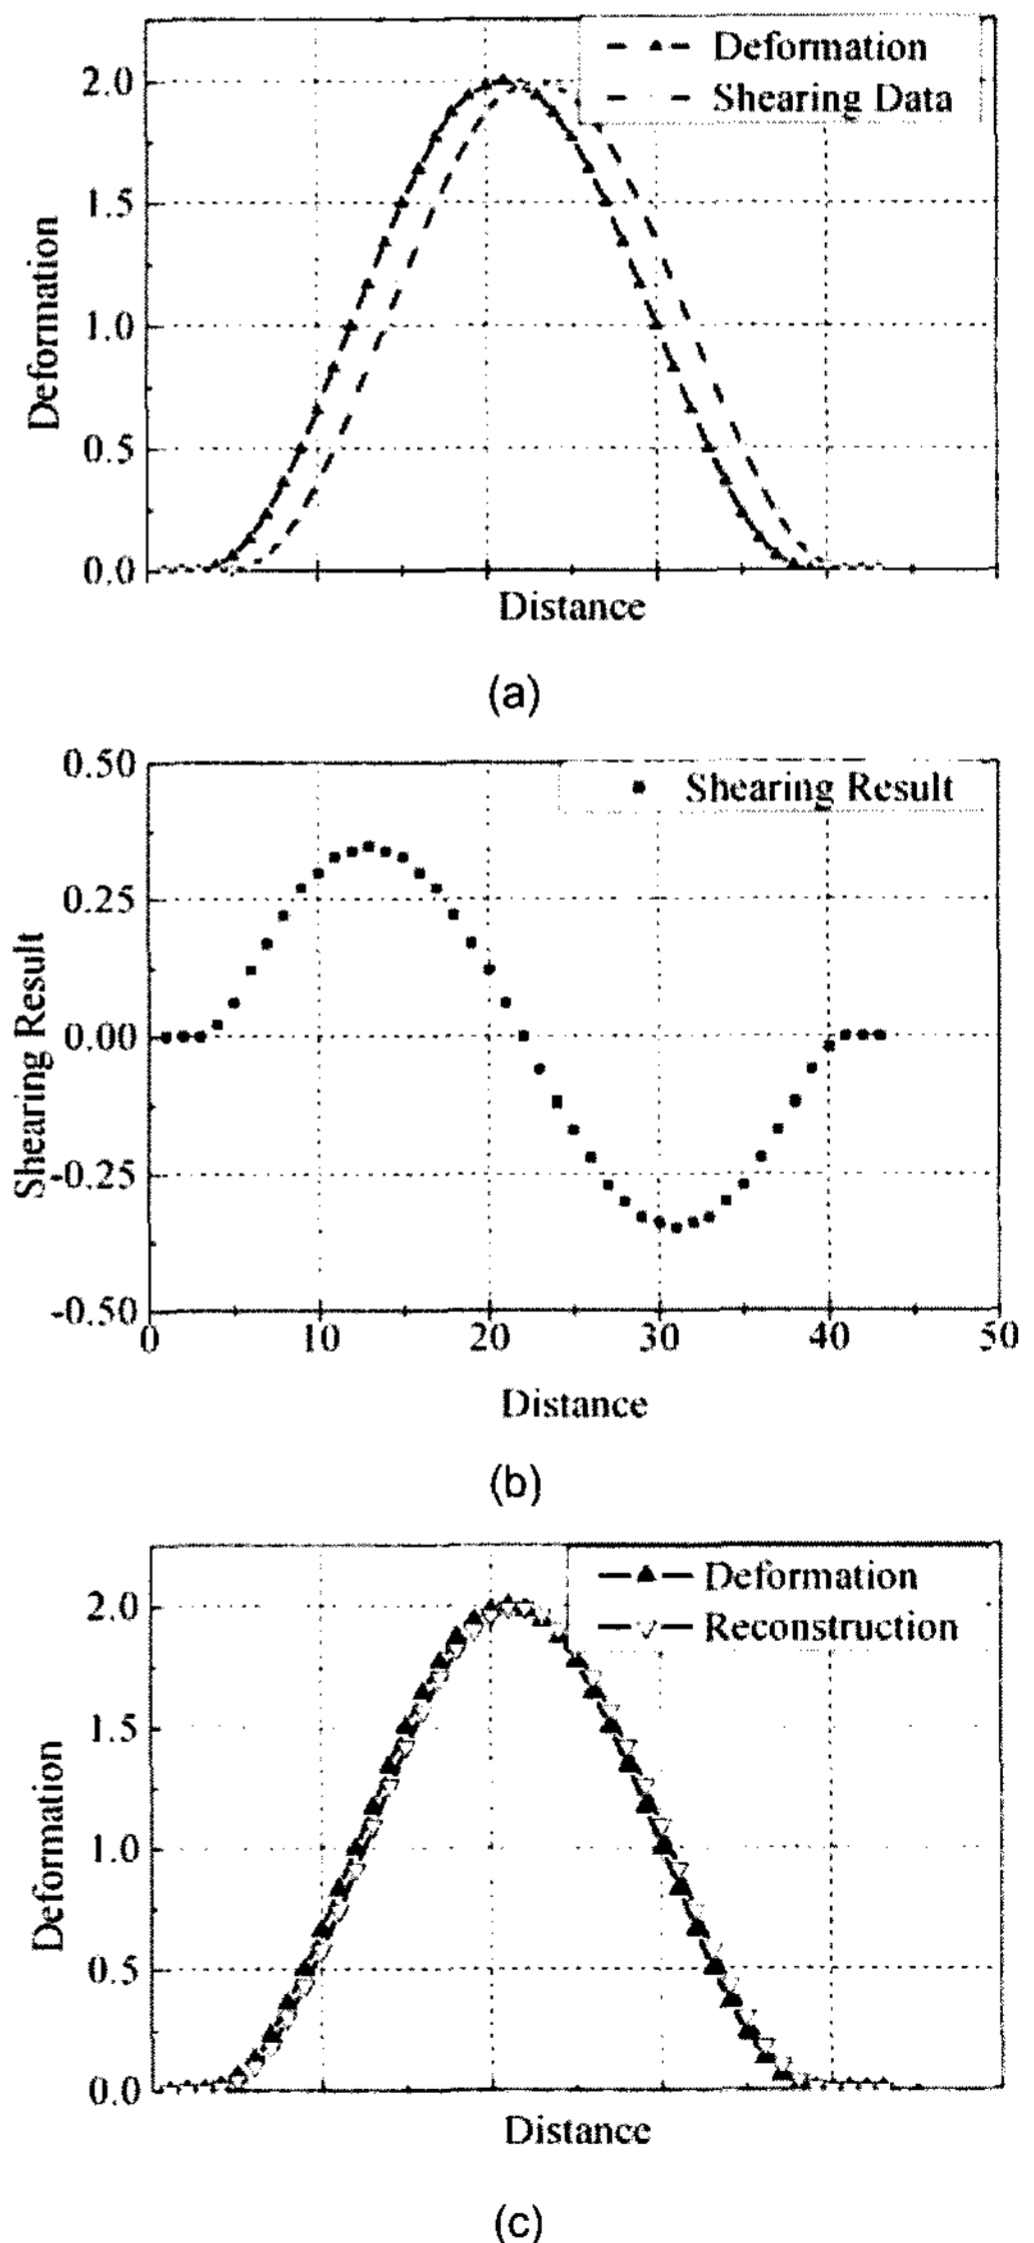 Deformation
Shearing Data
2.0
1.5
1.0
0.5
0.0
Deformation
Distance
(a)
0.50
0.25
0.00
-0.25
-0.50
Shearing Result
Shearing Result
0 10 20 30 40 50
Distance
(b)
Deformation
Reconstruction
2.0
1.5
1.0
0.5
0.0
Deformation
Distance
(c)